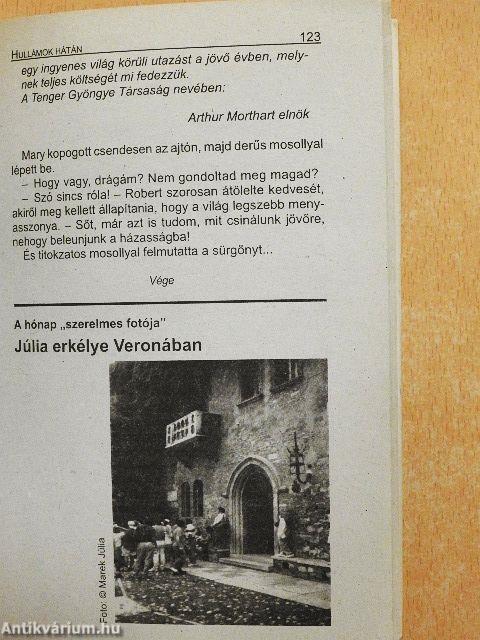 HULLÁMOK HÁTÁN 123
egy ingyenes világ körüli utazást a jövő évben, mely-
nek teljes költségét mi fedezzük.
A Tenger Gyöngye Társaság nevében:
Arthur Morthart elnök
Mary kopogott csendesen az ajtón, majd derűs mosollyal
lépett be.
– Hogy vagy, drágám? Nem gondoltad meg magad?
– Szó sincs róla! – Robert szorosan átölelte kedvesét,
akiről meg kellett állapítania, hogy a világ legszebb meny-
asszonya. – Sőt, már azt is tudom, mit csinálunk jövőre,
nehogy beleunjunk a házasságba!
És titokzatos mosollyal felmutatta a sürgönyt...
Vége
A hónap „szerelmes fotója”
Júlia erkélye Veronában
Foto: © Marek Júlia
Antikvárium.hu